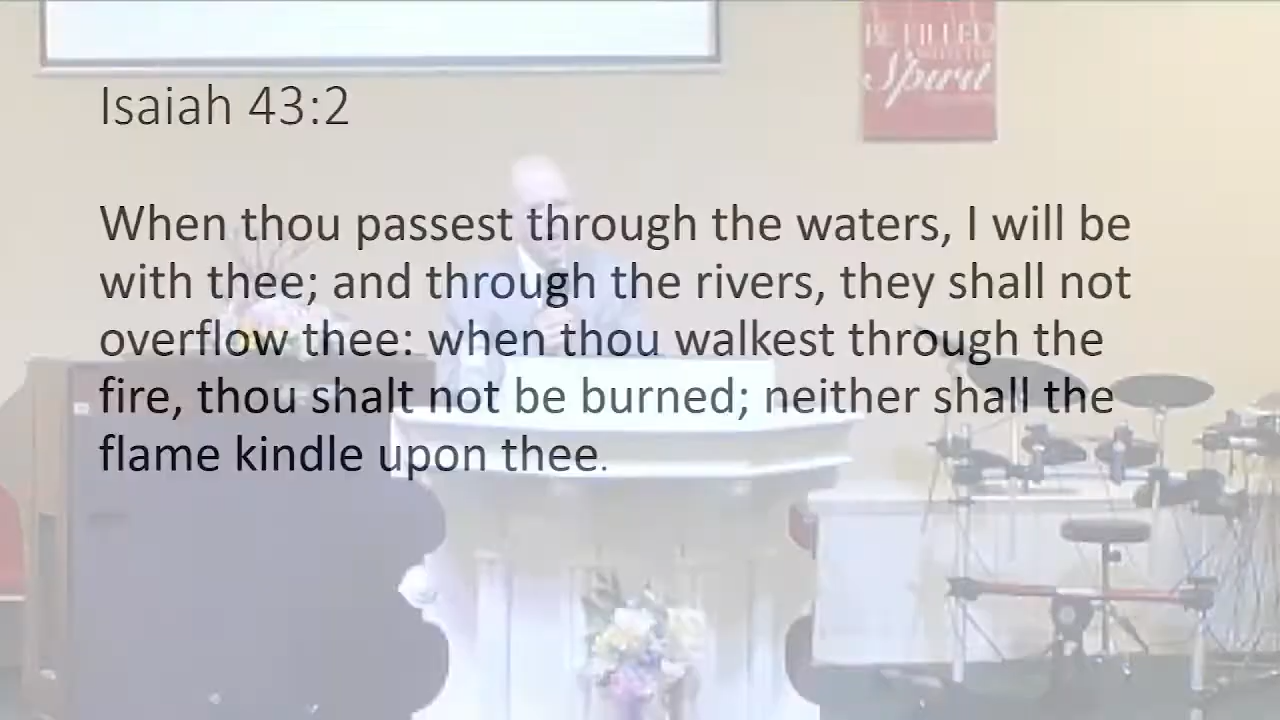 BE FILLED
Spirit
Isaiah 43:2
When thou passest through the waters, I will be
with thee; and through the rivers, they shall not
overflow thee: when thou walkest through the
fire, thou shalt not be burned; neither shall the
flame kindle upon thee.